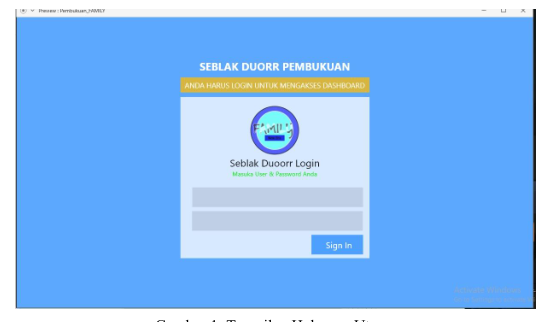 Preview : Pembukuan_FAMILY
SEBLAK DUORR PEMBUKUAN
ANDA HARUS LOGIN UNTUK MENGAKSES DASHBOARD
FAMILY
Seblak Duoorr Login
Masuka User & Password Anda
Sign In